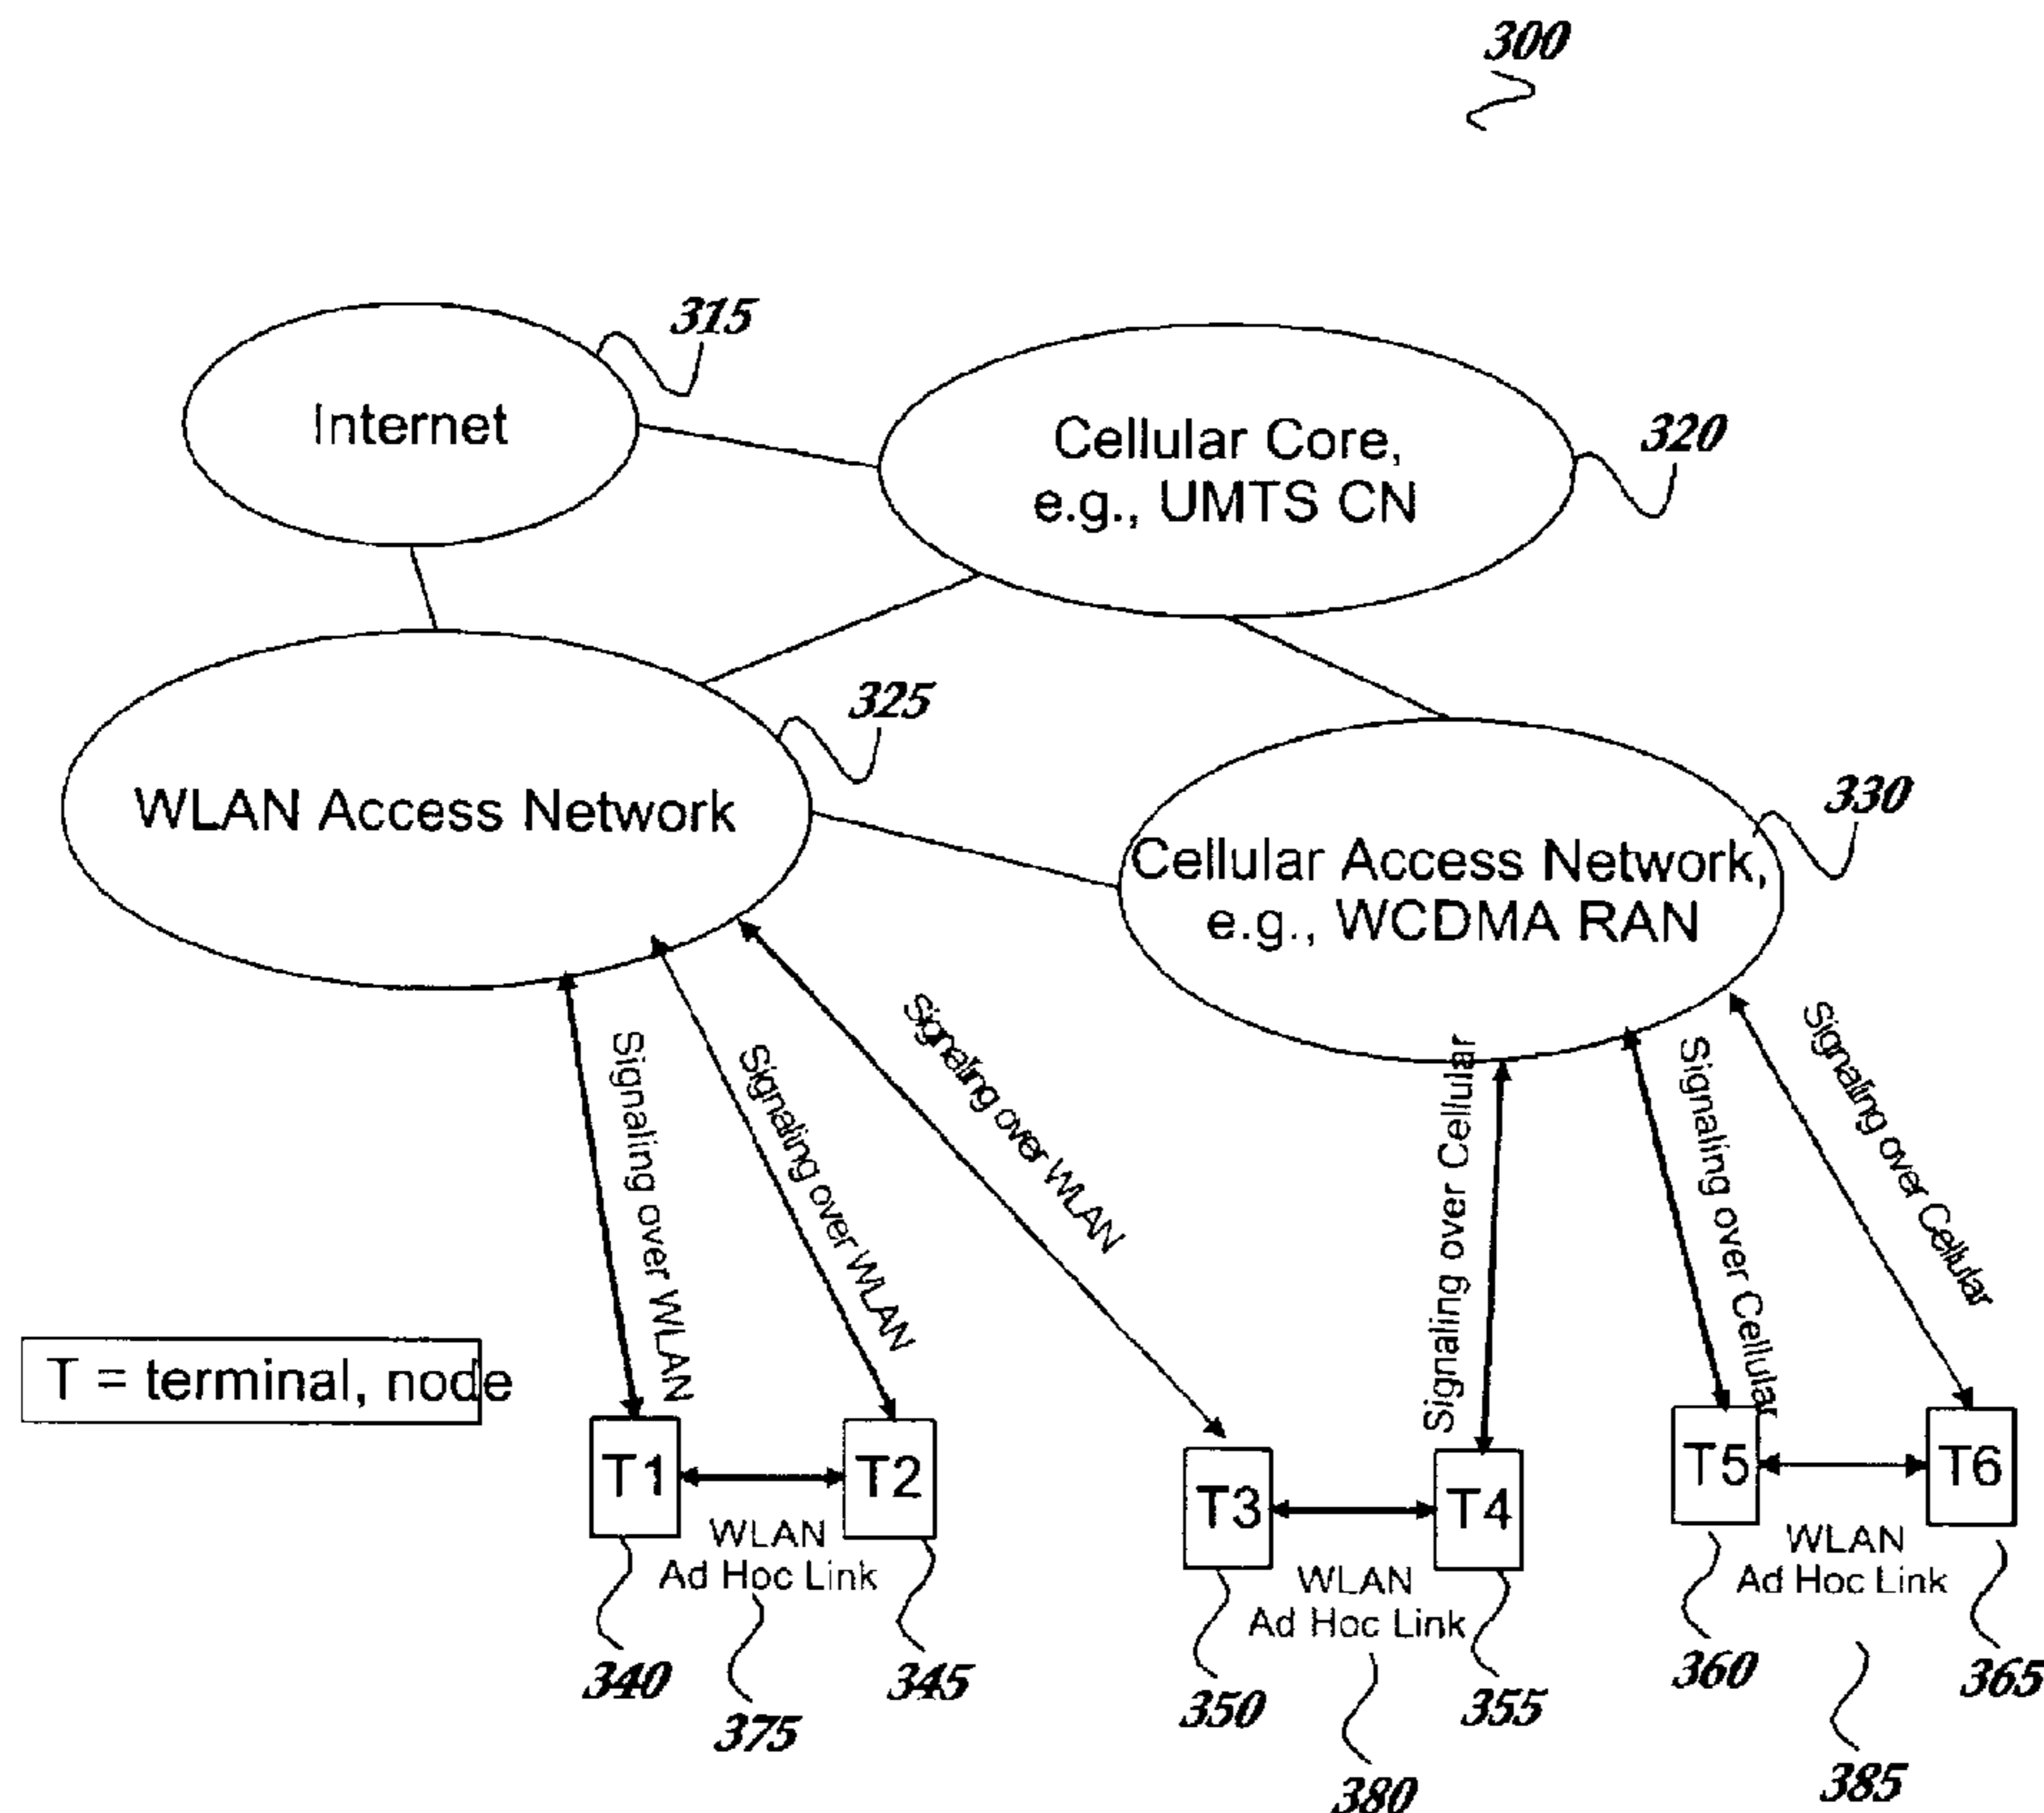 300
315
Internet
Cellular Core,
e.g., UMTS CN
320
325
WLAN Access Network
330
Cellular Access Network,
e.g., WCDMA RAN
Signaling over WLAN
Signaling over WLAN
Signaling over WLAN
Signaling over Cellular
Signaling over Cellular
Signaling over Cellular
T = terminal, node
T1
T2
T3
T4
T5
T6
WLAN
Ad Hoc Link
WLAN
Ad Hoc Link
WLAN
Ad Hoc Link
340
345
350
355
360
365
375
380
385